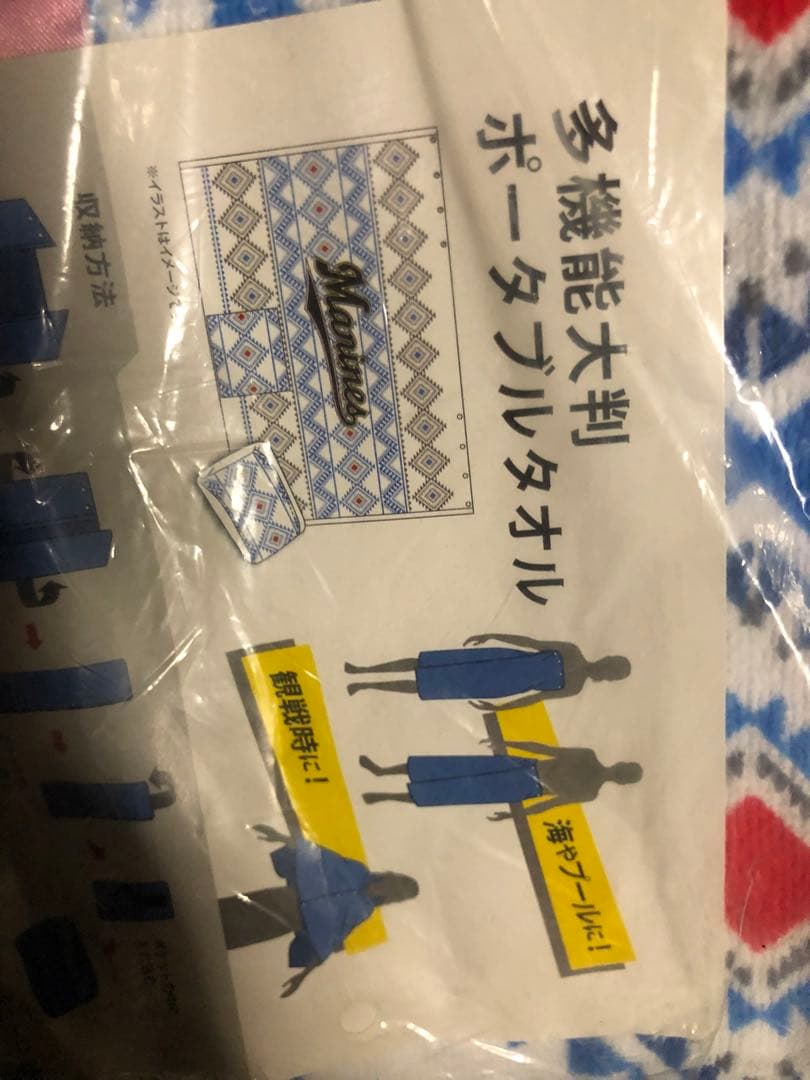 多機能大判
ポータブルタオル
Marines
※イラストはイメージで
海やプールに!
観戦時に!
収納方法